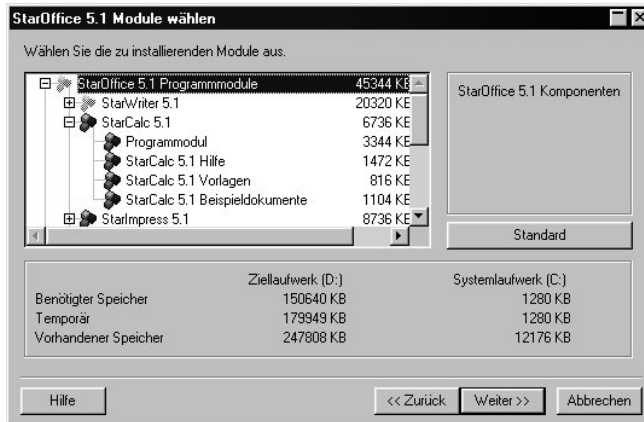 StarOffice 5.1 Module wählen
Wählen Sie die zu installierenden Module aus.
StarOffice 5.1 Programmmodule 45344 KB
StarWriter 5.1 20320 KB
StarCalc 5.1 6736 KB
Programmodul 3344 KB
StarCalc 5.1 Hilfe 1472 KB
StarCalc 5.1 Vorlagen 816 KB
StarCalc 5.1 Beispieldokumente 1104 KB
StarImpress 5.1 8736 KB
StarOffice 5.1 Komponenten
Standard
Ziellaufwerk (D:) Systemlaufwerk (C:)
Benötigter Speicher 150640 KB 1280 KB
Temporär 179949 KB 1280 KB
Vorhandener Speicher 247808 KB 12176 KB
Hilfe << Zurück Weiter >> Abbrechen